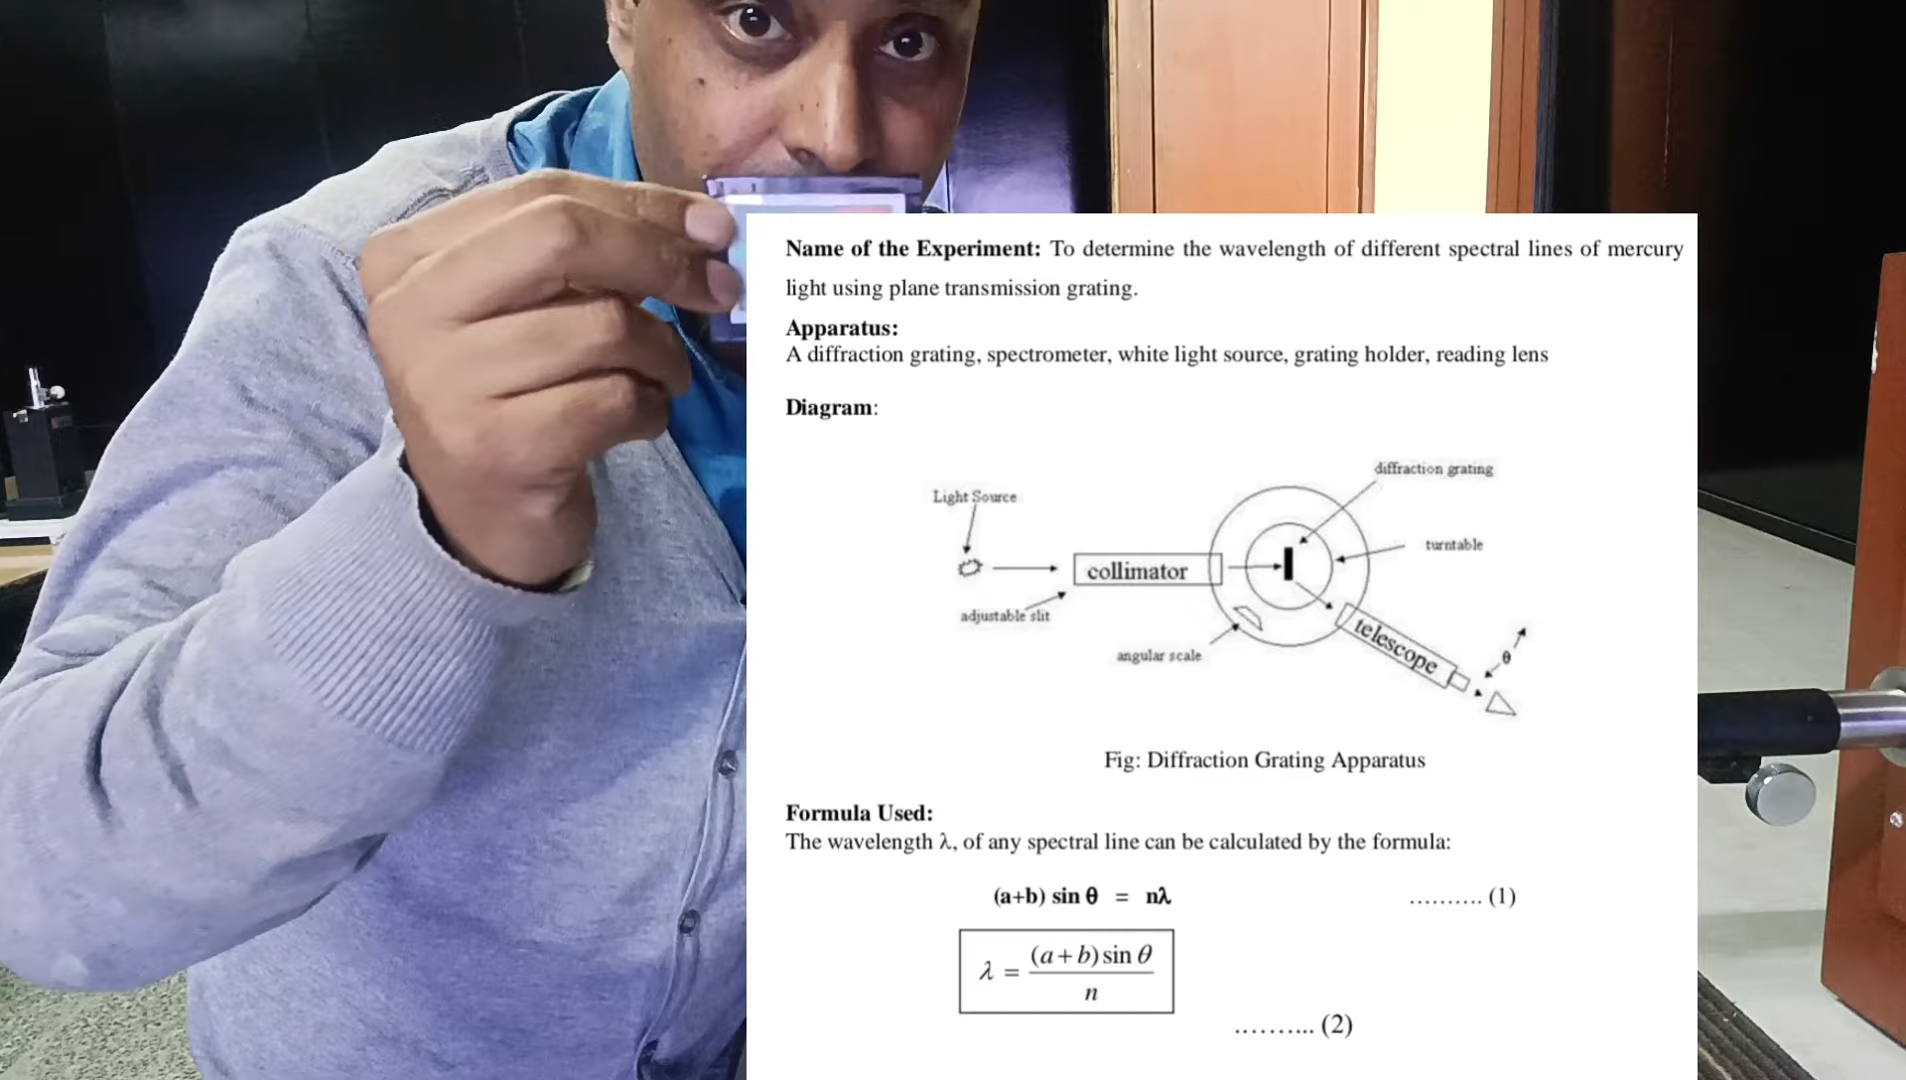 Name of the Experiment: To determine the wavelength of different spectral lines of mercury
light using plane transmission grating.
Apparatus:
A diffraction grating, spectrometer, white light source, grating holder, reading lens
Diagram:
diffraction grating
Light Source
turntable
collimator
adjustable slit
telescope
angular scale
θ
Fig: Diffraction Grating Apparatus
Formula Used:
The wavelength λ, of any spectral line can be calculated by the formula:
(a+b) sin θ = nλ .......... (1)
λ = (a+b) sin θ / n
.......... (2)